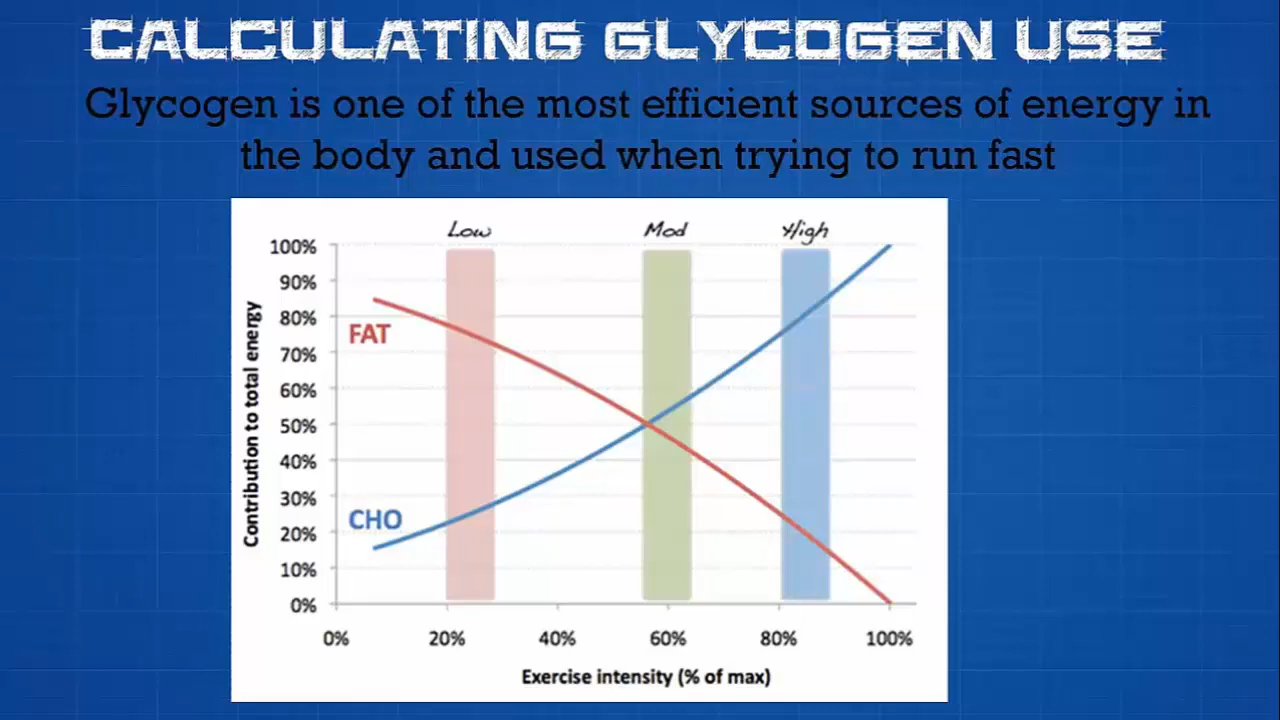 CALCULATING GLYCOGEN USE
Glycogen is one of the most efficient sources of energy in
the body and used when trying to run fast
Low Mod High
100%
90%
80%
70%
60%
50%
40%
30%
20%
10%
0%
Contribution to total energy
FAT
CHO
0% 20% 40% 60% 80% 100%
Exercise intensity (% of max)